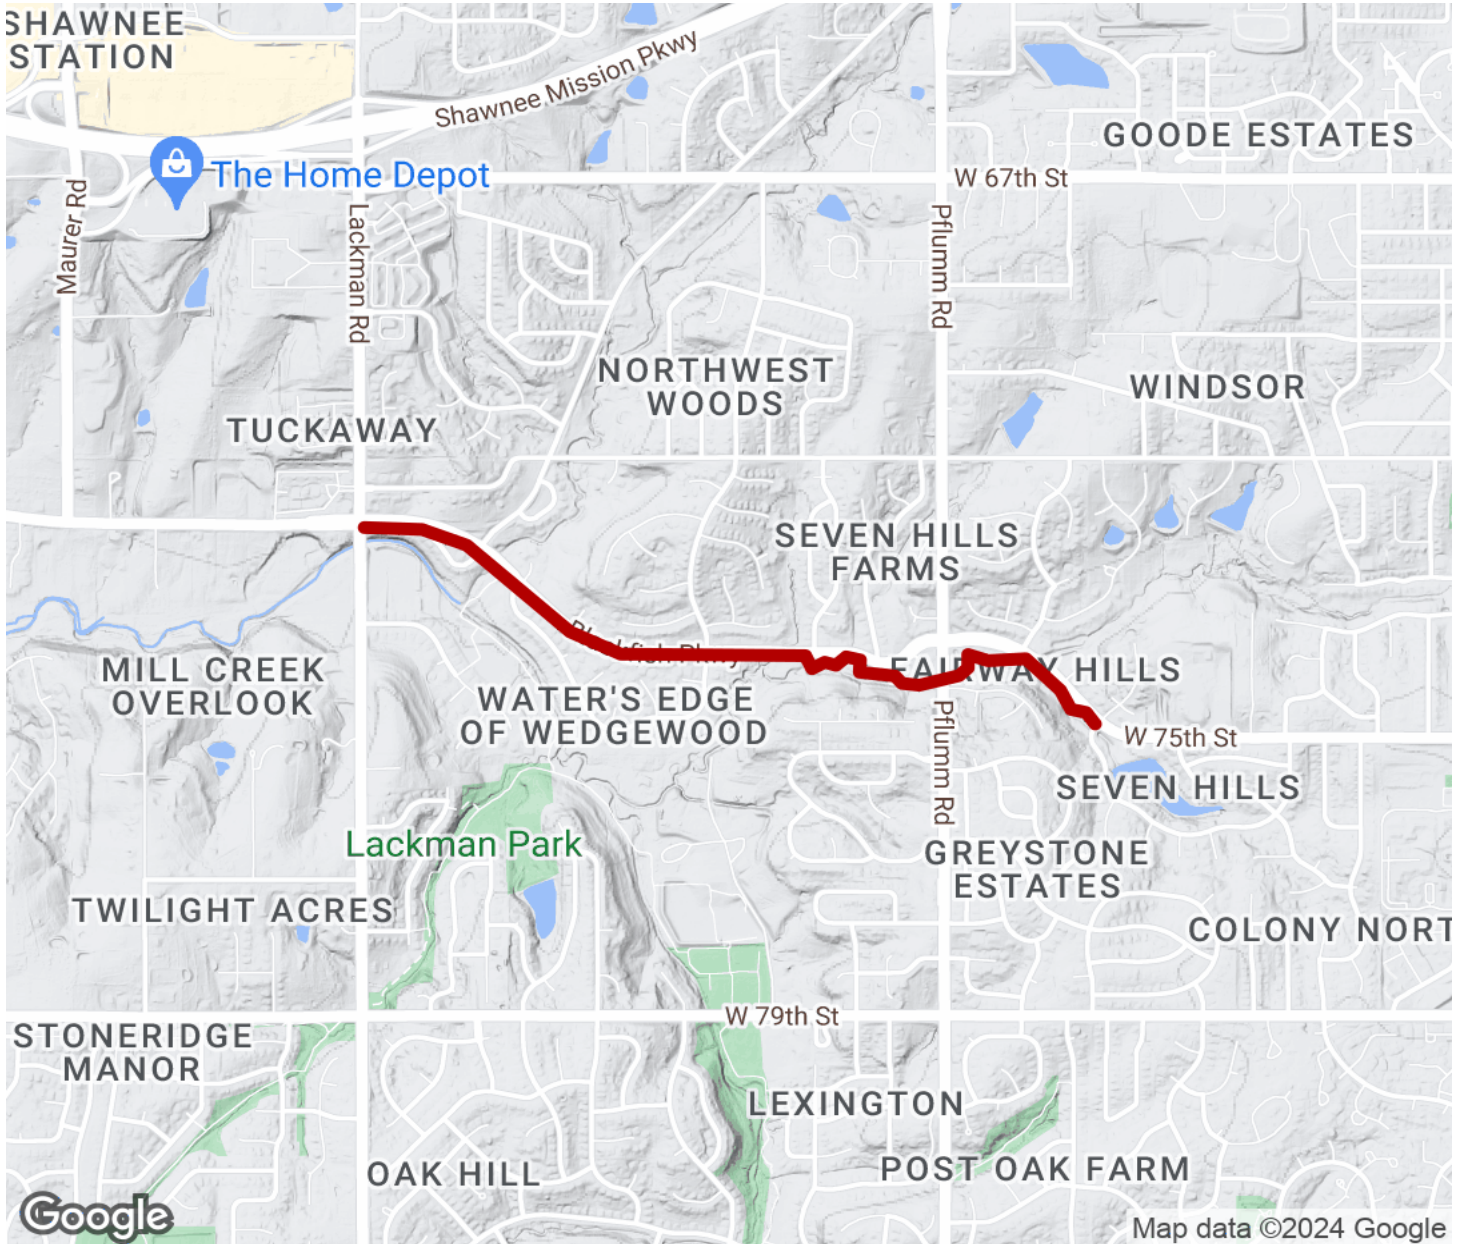 SHAWNEE
STATION
Shawnee Mission Pkwy
GOODE ESTATES
The Home Depot
W 67th St
Maurer Rd
Lackman Rd
Pflumm Rd
NORTHWEST
WOODS
WINDSOR
TUCKAWAY
SEVEN HILLS
FARMS
Pkwy
MILL CREEK
OVERLOOK
FAIRWAY HILLS
WATER'S EDGE
OF WEDGEWOOD
Pflumm Rd
W 75th St
SEVEN HILLS
Lackman Park
GREYSTONE
ESTATES
TWILIGHT ACRES
COLONY NORT
W 79th St
STONERIDGE
MANOR
LEXINGTON
OAK HILL
POST OAK FARM
Google
Map data ©2024 Google